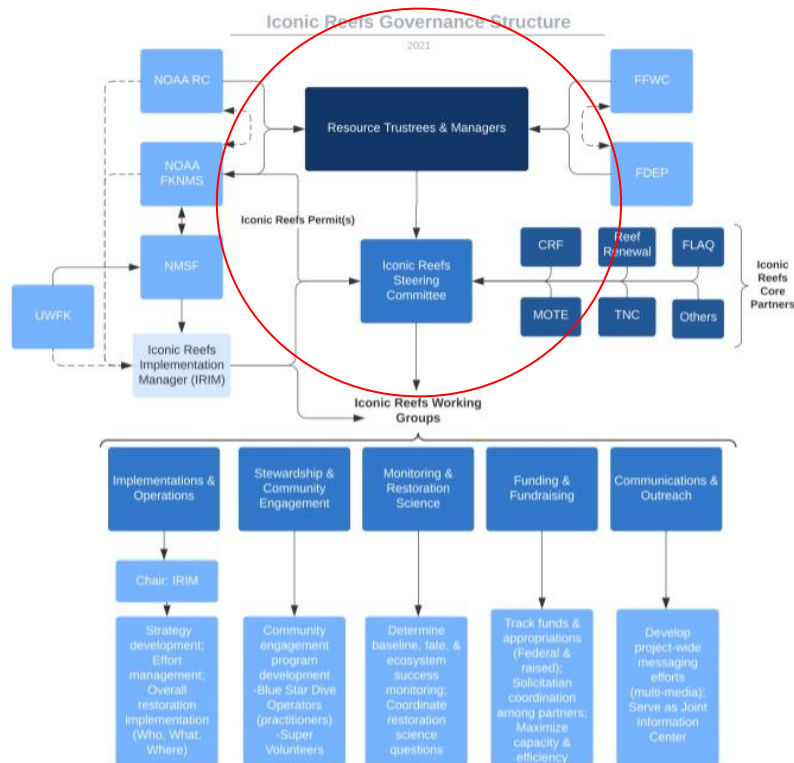 Iconic Reefs Governance Structure
2021
NOAA RC
FFWC
Resource Trustrees & Managers
NOAA
FKNMS
FDEP
Iconic Reefs Permit(s)
CRF
Reef
Renewal
FLAQ
NMSF
Iconic Reefs
Steering
Committee
Iconic
Reefs
Core
Partners
UWFK
MOTE
TNC
Others
Iconic Reefs
Implementation
Manager (IRIM)
Iconic Reefs Working
Groups
Implementations &
Operations
Stewardship &
Community
Engagement
Monitoring &
Restoration
Science
Funding &
Fundraising
Communications &
Outreach
Chair: IRIM
Strategy
development;
Effort
management;
Overall
restoration
implementation
(Who, What,
Where)
Community
engagement
program
development
-Blue Star Dive
Operators
(practitioners)
-Super
Volunteers
Determine
baseline, fate, &
ecosystem
success
monitoring;
Coordinate
restoration
science
questions
Track funds &
appropriations
(Federal &
raised);
Solicitatian
coordination
among partners;
Maximize
capacity &
efficiency
Develop
project-wide
messaging
efforts
(multi-media);
Serve as Joint
Information
Center